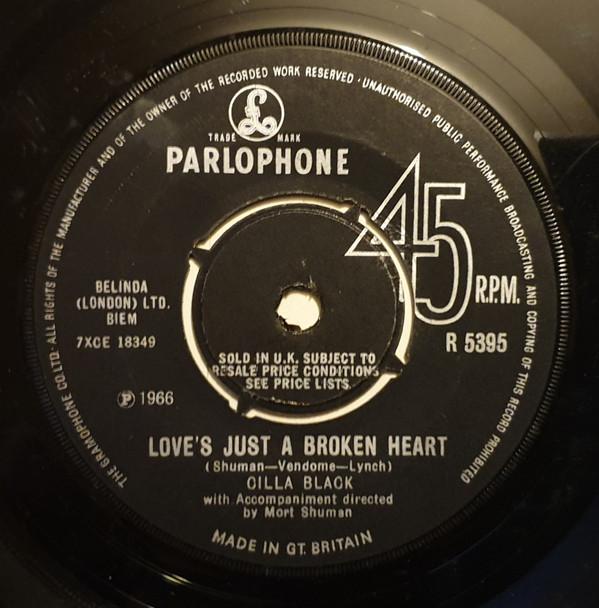 THE GRAMOPHONE CO. LTD. ALL RIGHTS OF THE MANUFACTURER AND OF THE OWNER OF THE RECORDED WORK RESERVED · UNAUTHORISED PUBLIC PERFORMANCE BROADCASTING AND COPYING OF THIS RECORD PROHIBITED
£
TRADE MARK
PARLOPHONE
45
R.P.M.
BELINDA
(LONDON) LTD.
BIEM
7XCE 18349
R 5395
SOLD IN U.K. SUBJECT TO
RESALE PRICE CONDITIONS
SEE PRICE LISTS
℗ 1966
LOVE'S JUST A BROKEN HEART
(Shuman—Vendome—Lynch)
CILLA BLACK
with Accompaniment directed
by Mort Shuman
MADE IN GT. BRITAIN